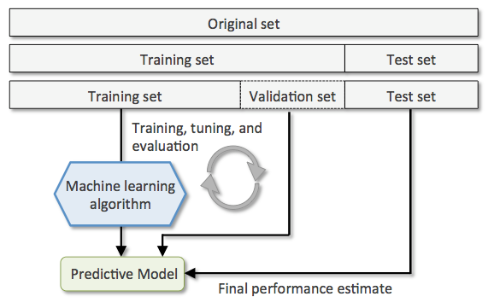 Original set
Training set Test set
Training set Validation set Test set
Training, tuning, and
evaluation
Machine learning
algorithm
Predictive Model
Final performance estimate